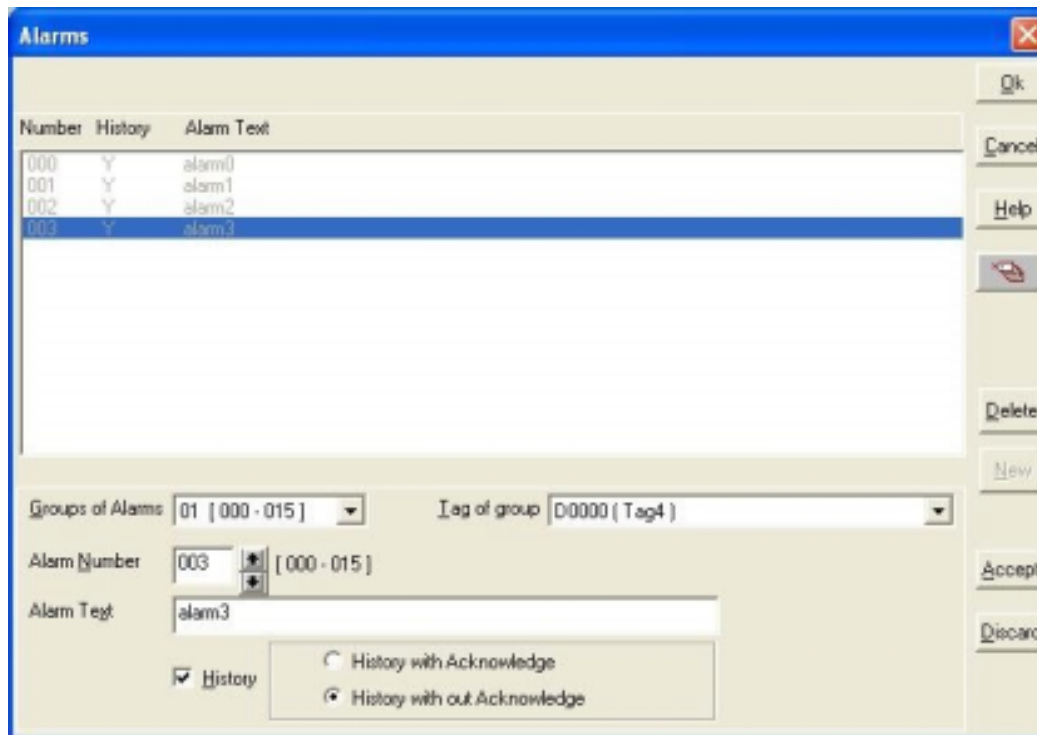 Alarms
Ok
Number History Alarm Text
Cancel
000 Y alarm0
001 Y alarm1
002 Y alarm2
Help
003 Y alarm3
Delete
New
Groups of Alarms 01 [ 000 - 015 ] Tag of group D0000 ( Tag4 )
Alarm Number 003 [ 000 - 015 ]
Accept
Alarm Text alarm3
Discard
History with Acknowledge
History
History with out Acknowledge